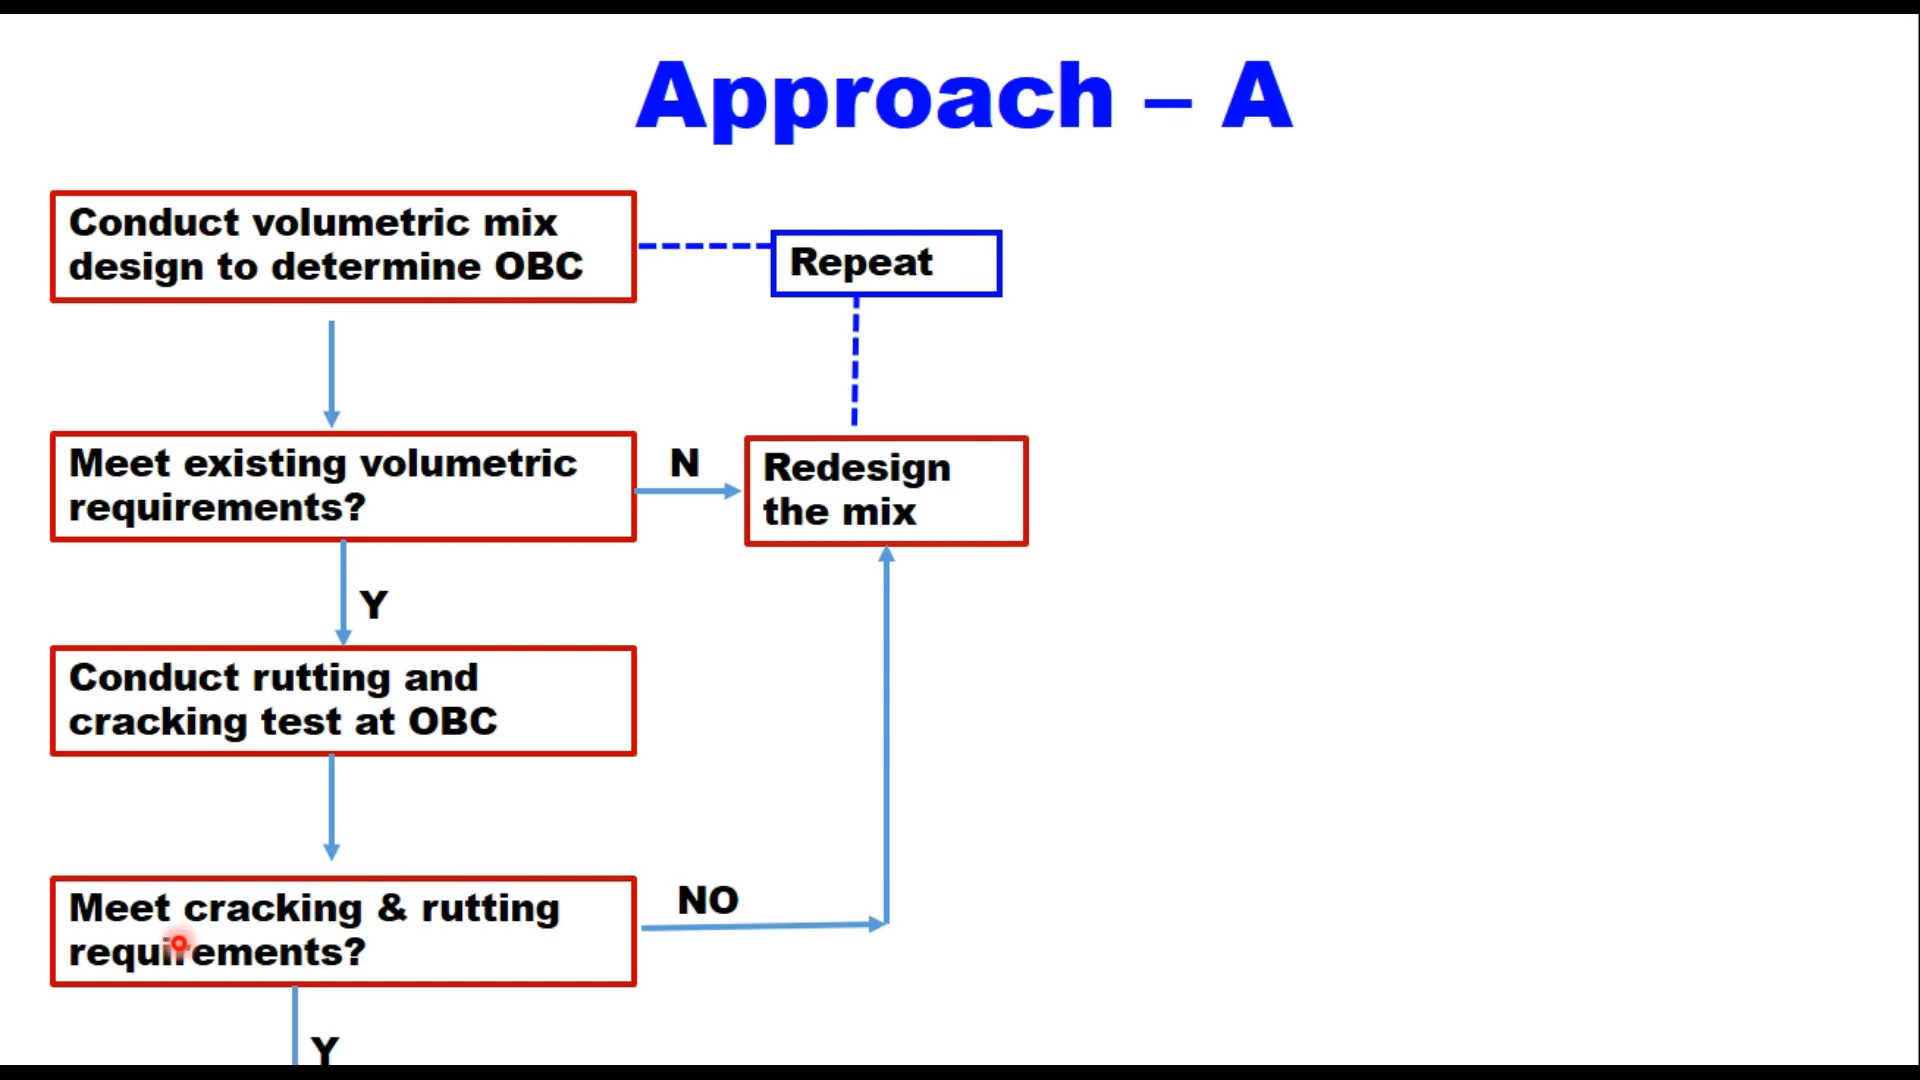 Approach – A
Conduct volumetric mix
design to determine OBC
Repeat
Meet existing volumetric
requirements?
N
Redesign
the mix
Y
Conduct rutting and
cracking test at OBC
Meet cracking & rutting
requirements?
NO
Y